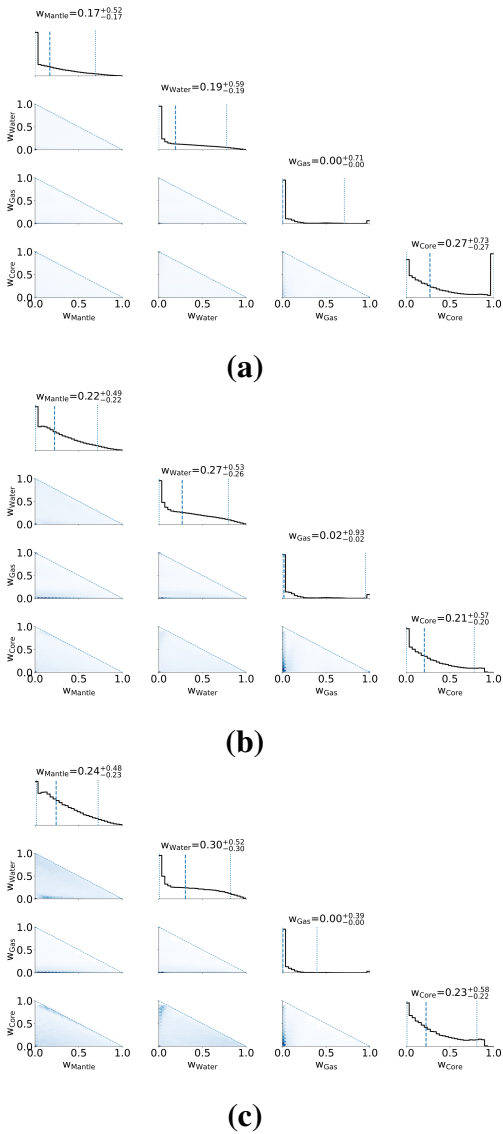 w_Mantle=0.17^{+0.52}_{-0.17}
w_Water=0.19^{+0.59}_{-0.19}
w_Gas=0.00^{+0.71}_{-0.00}
w_Core=0.27^{+0.73}_{-0.27}
1.0
0.5
0.0
w_Water
1.0
0.5
0.0
w_Gas
1.0
0.5
0.0
w_Core
0.0 0.5 1.0 0.0 0.5 1.0 0.0 0.5 1.0 0.0 0.5 1.0
w_Mantle w_Water w_Gas w_Core
(a)
w_Mantle=0.22^{+0.49}_{-0.22}
w_Water=0.27^{+0.53}_{-0.26}
w_Gas=0.02^{+0.93}_{-0.02}
w_Core=0.21^{+0.57}_{-0.20}
1.0
0.5
0.0
w_Water
1.0
0.5
0.0
w_Gas
1.0
0.5
0.0
w_Core
0.0 0.5 1.0 0.0 0.5 1.0 0.0 0.5 1.0 0.0 0.5 1.0
w_Mantle w_Water w_Gas w_Core
(b)
w_Mantle=0.24^{+0.48}_{-0.23}
w_Water=0.30^{+0.52}_{-0.30}
w_Gas=0.00^{+0.39}_{-0.00}
w_Core=0.23^{+0.58}_{-0.22}
1.0
0.5
0.0
w_Water
1.0
0.5
0.0
w_Gas
1.0
0.5
0.0
w_Core
0.0 0.5 1.0 0.0 0.5 1.0 0.0 0.5 1.0 0.0 0.5 1.0
w_Mantle w_Water w_Gas w_Core
(c)